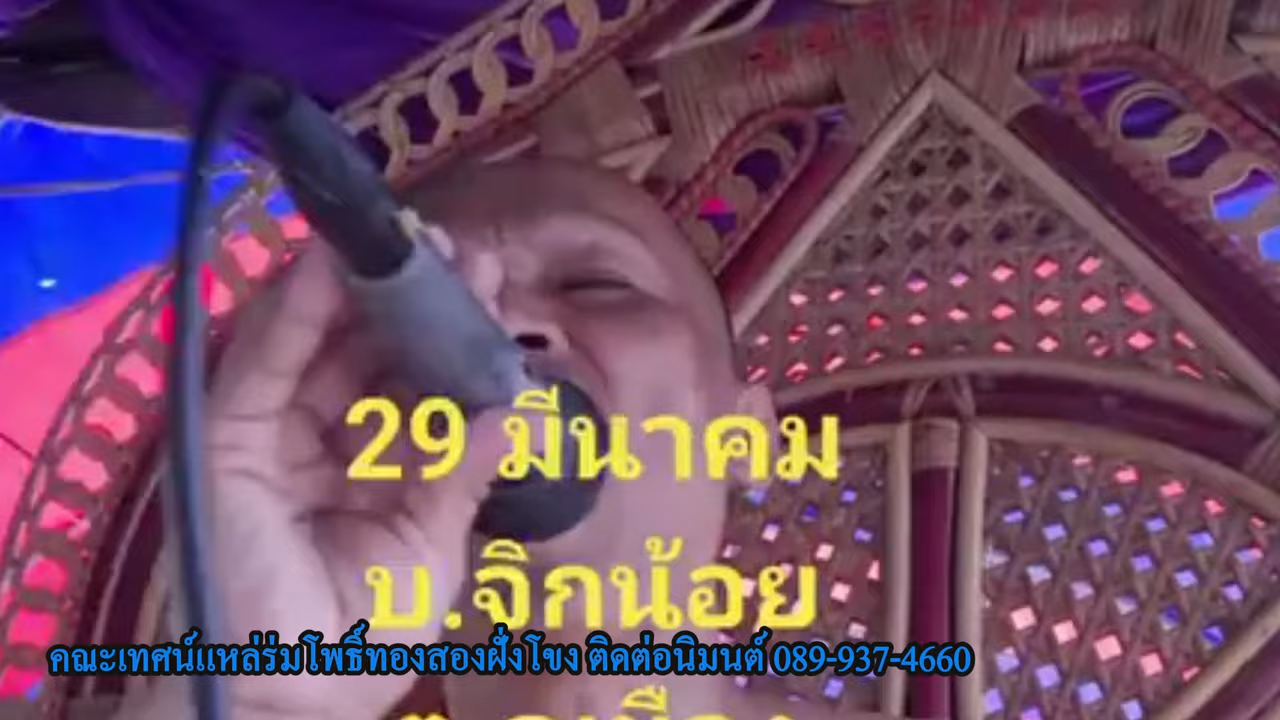 29 มีนาคม
บ.จิกน้อย
คณะเทศน์แหล่ร่มโพธิ์ทองสองฝั่งโขง ติดต่อนิมนต์ 089-937-4660